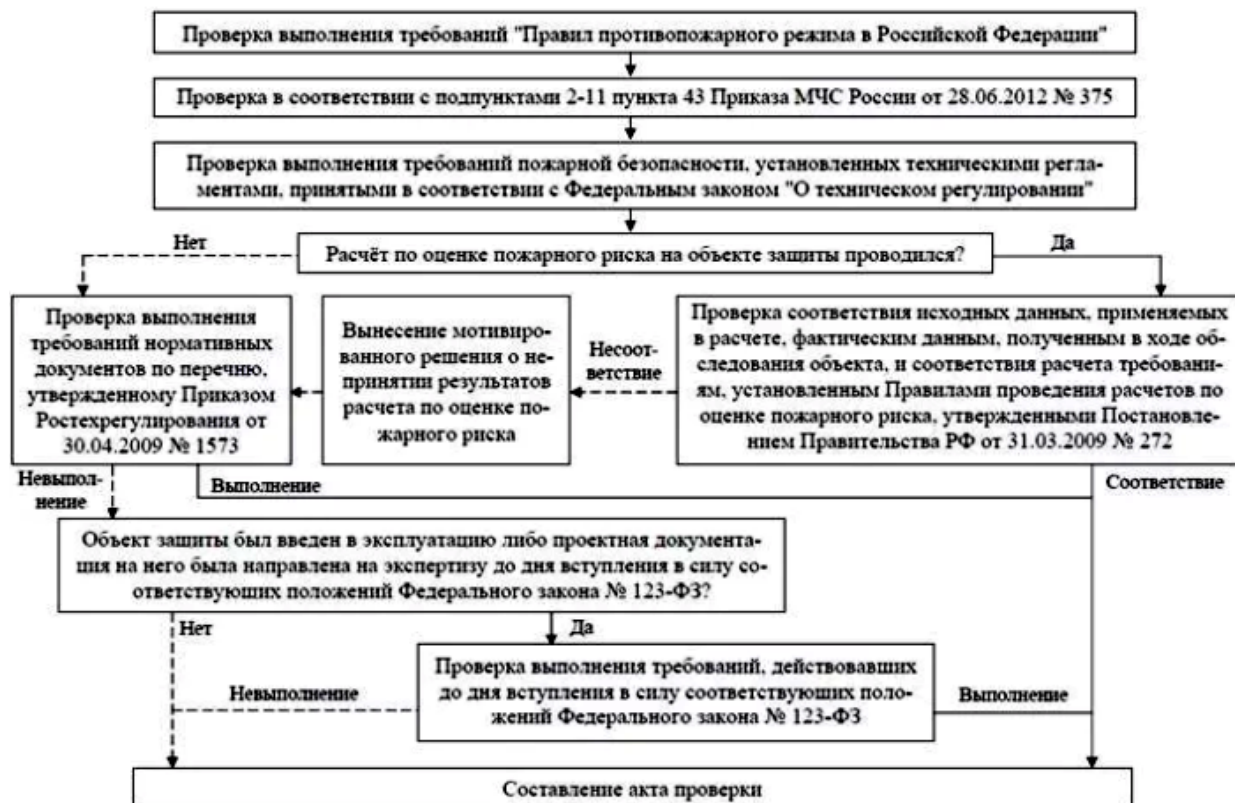 Проверка выполнения требований "Правил противопожарного режима в Российской Федерации"
Проверка в соответствии с подпунктами 2-11 пункта 43 Приказа МЧС России от 28.06.2012 № 375
Проверка выполнения требований пожарной безопасности, установленных техническими регла-
ментами, принятыми в соответствии с Федеральным законом "О техническом регулировании"
Нет
Расчёт по оценке пожарного риска на объекте защиты проводился?
Да
Проверка выполнения
требований нормативных
документов по перечню,
утвержденному Приказом
Ростехрегулирования от
30.04.2009 № 1573
Вынесение мотивиро-
ванного решения о не-
принятии результатов
расчета по оценке по-
жарного риска
Несоот-
ветствие
Проверка соответствия исходных данных, применяемых
в расчете, фактическим данным, полученным в ходе об-
следования объекта, и соответствия расчета требовани-
ям, установленным Правилами проведения расчетов по
оценке пожарного риска, утвержденными Постановле-
нием Правительства РФ от 31.03.2009 № 272
Невыпол-
нение
Выполнение
Соответствие
Объект защиты был введен в эксплуатацию либо проектная документа-
ция на него была направлена на экспертизу до дня вступления в силу со-
ответствующих положений Федерального закона № 123-ФЗ?
Нет
Да
Проверка выполнения требований, действовавших
до дня вступления в силу соответствующих поло-
жений Федерального закона № 123-ФЗ
Невыполнение
Выполнение
Составление акта проверки